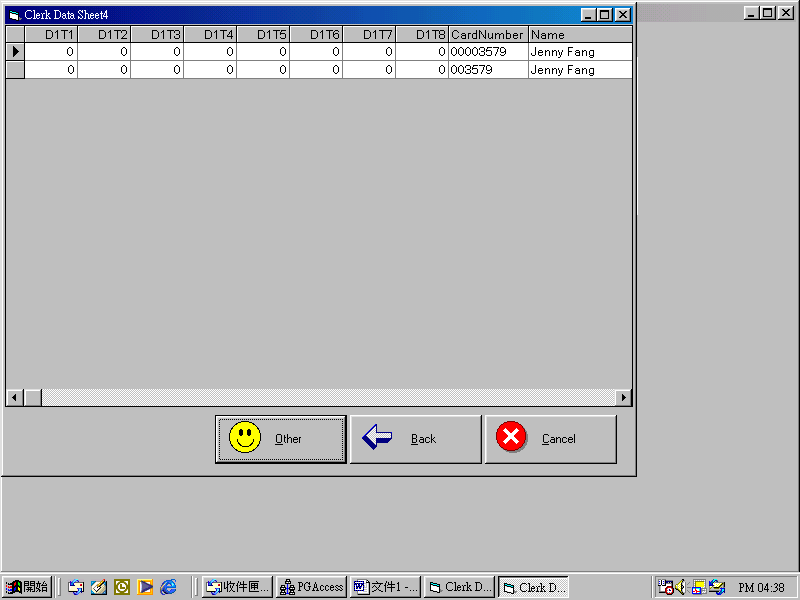 Clerk Data Sheet4
D1T1 D1T2 D1T3 D1T4 D1T5 D1T6 D1T7 D1T8 CardNumber Name
0 0 0 0 0 0 0 0 00003579 Jenny Fang
0 0 0 0 0 0 0 0 003579 Jenny Fang
Other Back Cancel
開始 收件匣... PGAccess 文件1 -... Clerk D... Clerk D... PM 04:38